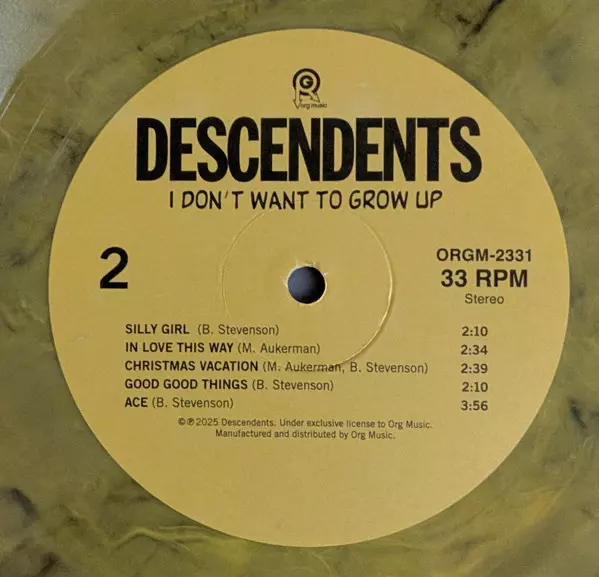 org music
DESCENDENTS
I DON'T WANT TO GROW UP
2
ORGM-2331
33 RPM
Stereo
SILLY GIRL (B. Stevenson) 2:10
IN LOVE THIS WAY (M. Aukerman) 2:34
CHRISTMAS VACATION (M. Aukerman, B. Stevenson) 2:39
GOOD GOOD THINGS (B. Stevenson) 2:10
ACE (B. Stevenson) 3:56
©℗2025 Descendents. Under exclusive license to Org Music.
Manufactured and distributed by Org Music.